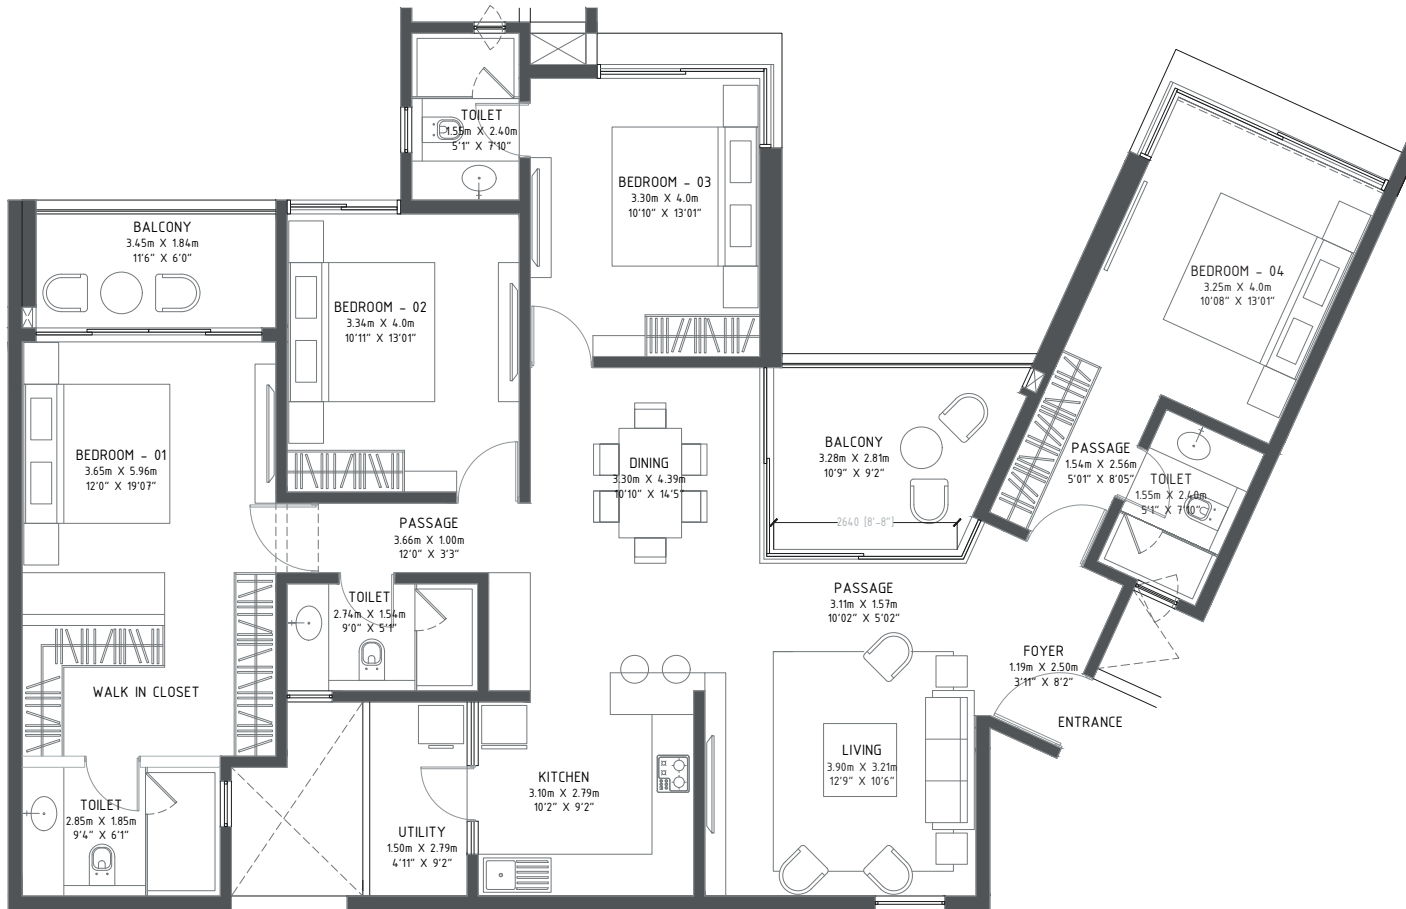 TOILET
1.55m X 2.40m
5'1" X 7'10"
BEDROOM - 03
3.30m X 4.0m
10'10" X 13'01"
BALCONY
3.45m X 1.84m
11'6" X 6'0"
BEDROOM - 02
3.34m X 4.0m
10'11" X 13'01"
BEDROOM - 04
3.25m X 4.0m
10'08" X 13'01"
BEDROOM - 01
3.65m X 5.96m
12'0" X 19'07"
DINING
3.30m X 4.39m
10'10" X 14'5"
BALCONY
3.28m X 2.81m
10'9" X 9'2"
2640 [8'-8"]
PASSAGE
1.54m X 2.56m
5'01" X 8'05"
TOILET
1.55m X 2.40m
5'1" X 7'10"
PASSAGE
3.66m X 1.00m
12'0" X 3'3"
TOILET
2.74m X 1.54m
9'0" X 5'1"
PASSAGE
3.11m X 1.57m
10'02" X 5'02"
FOYER
1.19m X 2.50m
3'11" X 8'2"
ENTRANCE
WALK IN CLOSET
LIVING
3.90m X 3.21m
12'9" X 10'6"
KITCHEN
3.10m X 2.79m
10'2" X 9'2"
TOILET
2.85m X 1.85m
9'4" X 6'1"
UTILITY
1.50m X 2.79m
4'11" X 9'2"